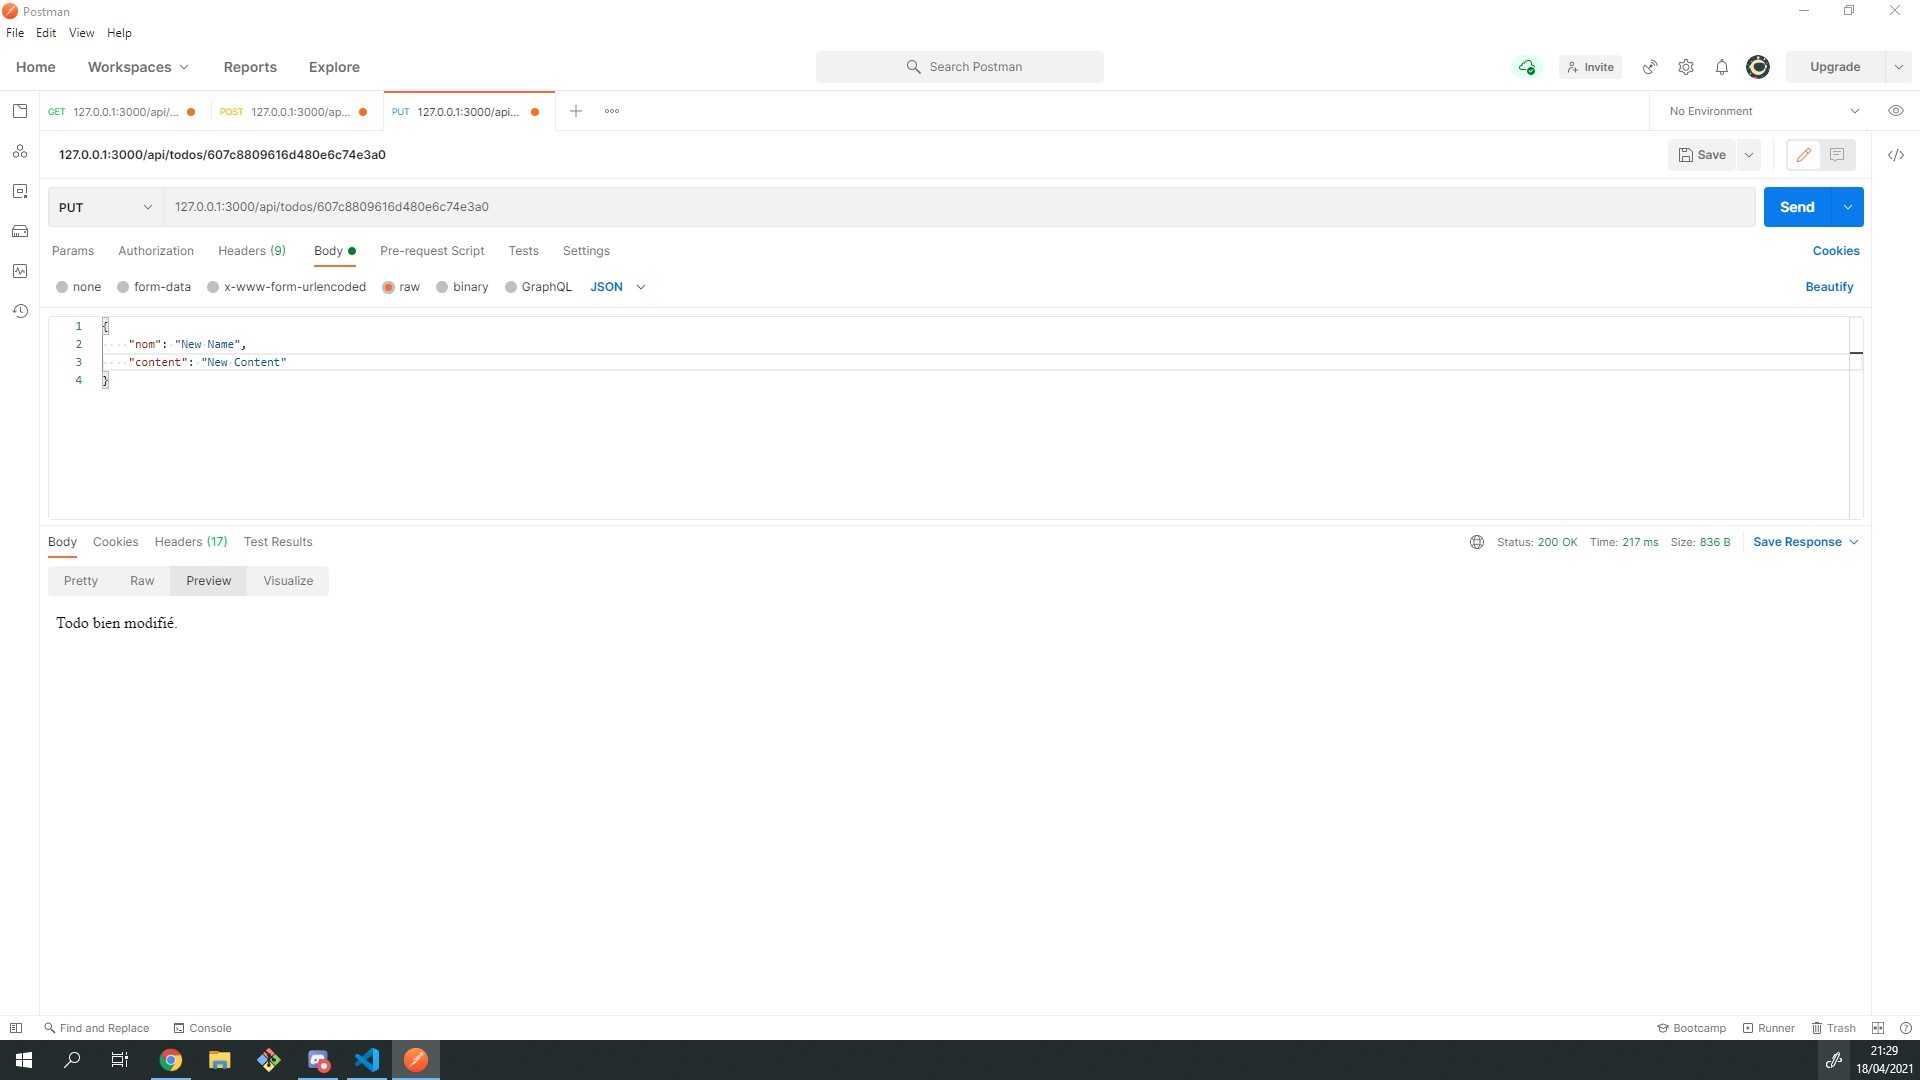 Postman
File Edit View Help
Home Workspaces Reports Explore Search Postman Invite Upgrade
GET 127.0.0.1:3000/api/... POST 127.0.0.1:3000/ap... PUT 127.0.0.1:3000/api... No Environment
127.0.0.1:3000/api/todos/607c8809616d480e6c74e3a0 Save
PUT 127.0.0.1:3000/api/todos/607c8809616d480e6c74e3a0 Send
Params Authorization Headers (9) Body Pre-request Script Tests Settings Cookies
none form-data x-www-form-urlencoded raw binary GraphQL JSON Beautify
1 {
2 "nom": "New Name",
3 "content": "New Content"
4 }
Body Cookies Headers (17) Test Results Status: 200 OK Time: 217 ms Size: 836 B Save Response
Pretty Raw Preview Visualize
Todo bien modifié.
Find and Replace Console Bootcamp Runner Trash
21:29
18/04/2021